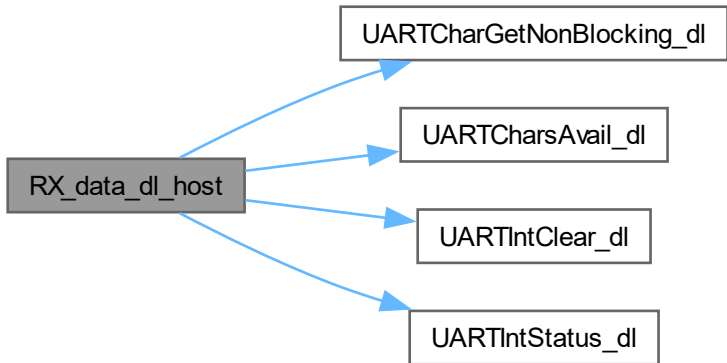 RX_data_dl_host
UARTCharGetNonBlocking_dl
UARTCharsAvail_dl
UARTIntClear_dl
UARTIntStatus_dl